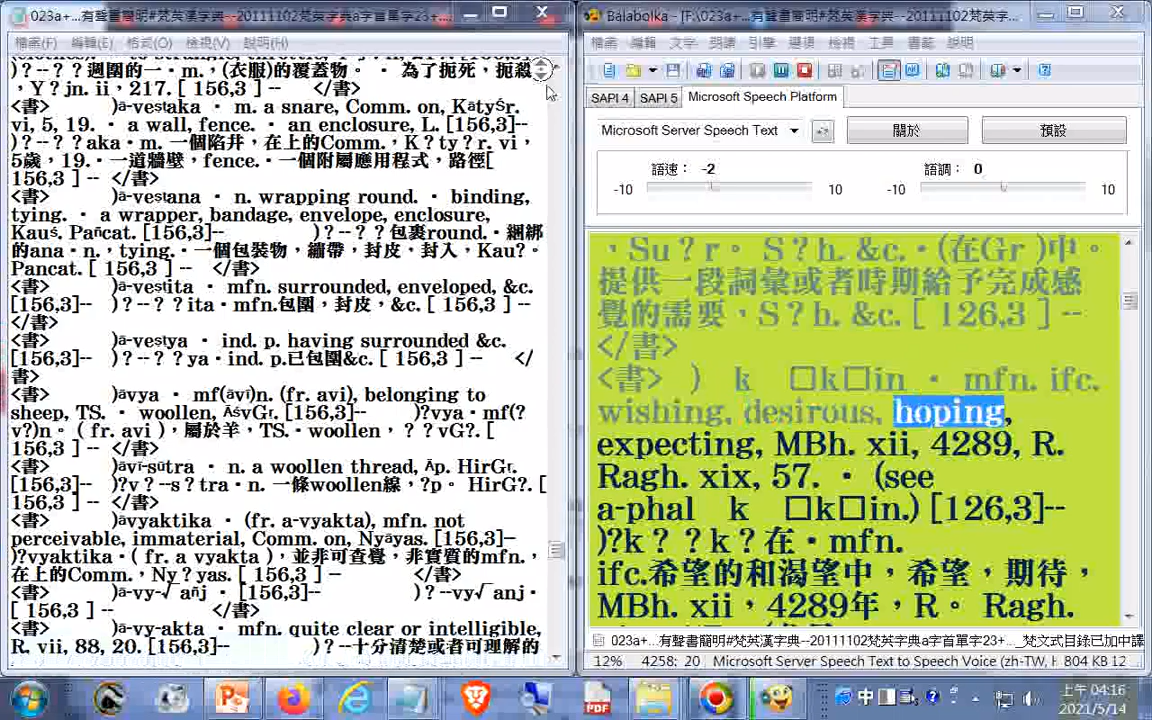 023a+...有聲書簡明#梵英漢字典--20111102梵英字典a字首單字23+...
檔案(F) 編輯(E) 格式(O) 檢視(V) 說明(H)
)?--??週圍的一‧m.,(衣服)的覆蓋物。‧ 為了扼死,扼殺
,Y?jn. ii, 217. [ 156,3 ] -- </書>
<書> )ā-veṣṭaka ‧ m. a snare, Comm. on, KātyŚr.
vi, 5, 19. ‧ a wall, fence. ‧ an enclosure, L. [156,3]--
)?--??aka‧m.一個陷井,在上的Comm.,K?ty?r. vi,
5歲,19.‧一道牆壁,fence.‧一個附屬應用程式,路徑[
156,3 ] -- </書>
<書> )ā-veṣṭana ‧ n. wrapping round. ‧ binding,
tying. ‧ a wrapper, bandage, envelope, enclosure,
Kauś. Pañcat. [156,3]-- )?--??包裹round.‧綑綁
的ana‧n.,tying.‧一個包裝物,繃帶,封皮,封入,Kau?。
Pancat. [ 156,3 ] -- </書>
<書> )ā-veṣṭita ‧ mfn. surrounded, enveloped, &c.
[156,3]-- )?--??ita‧mfn.包圍,封皮,&c. [ 156,3 ] --
</書>
<書> )ā-veṣṭya ‧ ind. p. having surrounded &c.
[156,3]-- )?--??ya‧ind. p.已包圍&c. [ 156,3 ] -- </
書>
<書> )āvya ‧ mf(āvī)n. (fr. avi), belonging to
sheep, TS. ‧ woollen, ĀśvGṛ. [156,3]-- )?vya‧mf(?
v?)n。( fr. avi ),屬於羊,TS.‧woollen,??vG?. [
156,3 ] -- </書>
<書> )āvī-sūtra ‧ n. a woollen thread, Āp. HirGṛ.
[156,3]-- )?v?--s?tra‧n.一條woollen線,?p。HirG?. [
156,3 ] -- </書>
<書> )āvyaktika ‧ (fr. a-vyakta), mfn. not
perceivable, immaterial, Comm. on, Nyāyas. [156,3]--
)?vyaktika‧( fr. a vyakta ),並非可查覺,非實質的mfn.,
在上的Comm.,Ny?yas. [ 156,3 ] -- </書>
<書> )ā-vy-√ añj ‧ [156,3]-- )?--vy√ anj‧
[ 156,3 ] -- </書>
<書> )ā-vy-akta ‧ mfn. quite clear or intelligible,
R. vii, 88, 20. [156,3]-- )?--十分清楚或者可理解的
Balabolka - [F:\023a+...有聲書簡明#梵英漢字典--20111102梵英字...
檔案 編輯 文字 朗讀 引擎 選項 檢視 工具 書籤 說明
SAPI 4 SAPI 5 Microsoft Speech Platform
Microsoft Server Speech Text 關於 預設
語速: -2 語調: 0
-10 10 -10 10
,Su?r。S?h. &c.‧(在Gr )中。
提供一段詞彙或者時期給予完成感
覺的需要,S?h. &c. [ 126,3 ] --
</書>
<書> ) k □k□in ‧ mfn. ifc.
wishing, desirous, hoping,
expecting, MBh. xii, 4289, R.
Ragh. xix, 57. ‧ (see
a-phal k □k□in.) [126,3]--
)?k??k?在‧mfn.
ifc.希望的和渴望中,希望,期待,
MBh. xii,4289年,R。Ragh.
023a+...有聲書簡明#梵英漢字典--20111102梵英字典a字首單字23+..._梵文式目錄已加中譯
12% 4258: 20 Microsoft Server Speech Text to Speech Voice (zh-TW, H 804 KB 12
中
上午 04:16
2021/5/14